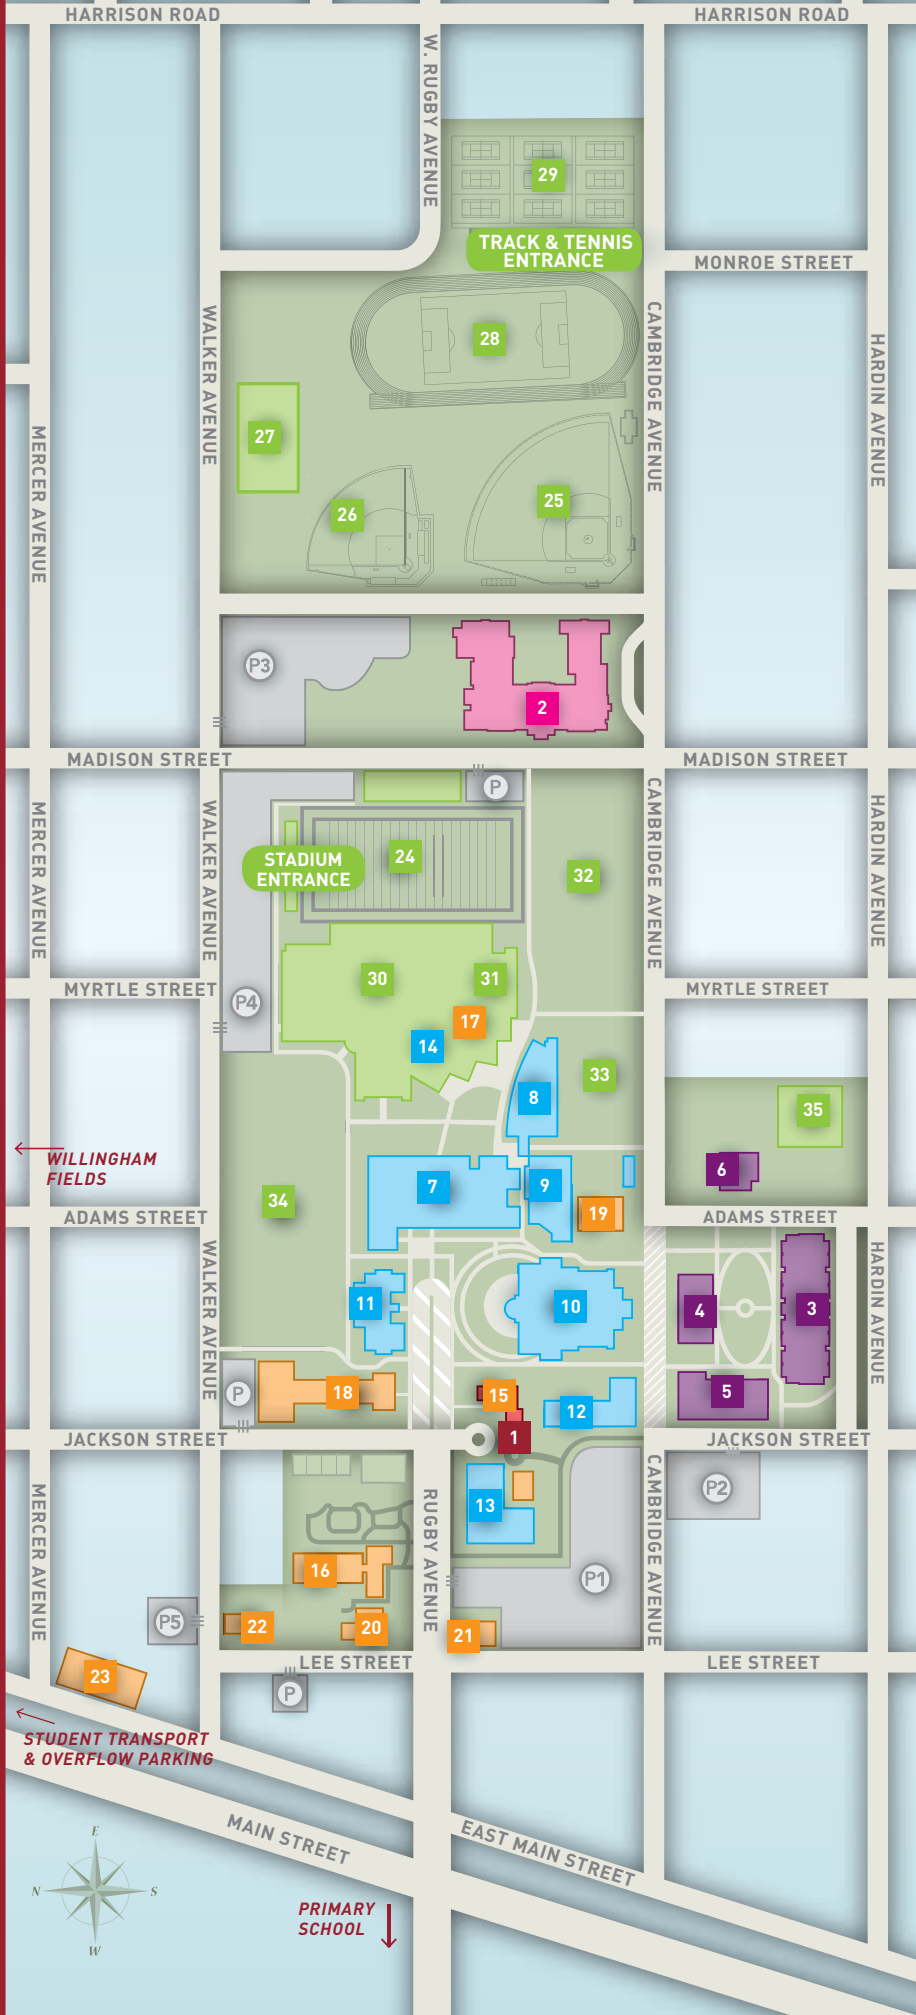 HARRISON ROAD
HARRISON ROAD
W. RUGBY AVENUE
29
TRACK & TENNIS
ENTRANCE
MONROE STREET
WALKER AVENUE
CAMBRIDGE AVENUE
28
HARDIN AVENUE
MERCER AVENUE
27
26
25
P3
2
MADISON STREET
MADISON STREET
P
MERCER AVENUE
WALKER AVENUE
CAMBRIDGE AVENUE
HARDIN AVENUE
STADIUM
ENTRANCE
24
32
30
31
MYRTLE STREET
MYRTLE STREET
P4
17
14
33
8
35
WILLINGHAM
FIELDS
6
7
9
34
19
ADAMS STREET
ADAMS STREET
WALKER AVENUE
HARDIN AVENUE
11
10
4
3
P
18
15
12
5
JACKSON STREET
1
JACKSON STREET
MERCER AVENUE
RUGBY AVENUE
CAMBRIDGE AVENUE
P2
13
16
P1
P5
22
20
21
LEE STREET
LEE STREET
23
P
STUDENT TRANSPORT
& OVERFLOW PARKING
MAIN STREET
EAST MAIN STREET
E
N
S
W
PRIMARY
SCHOOL